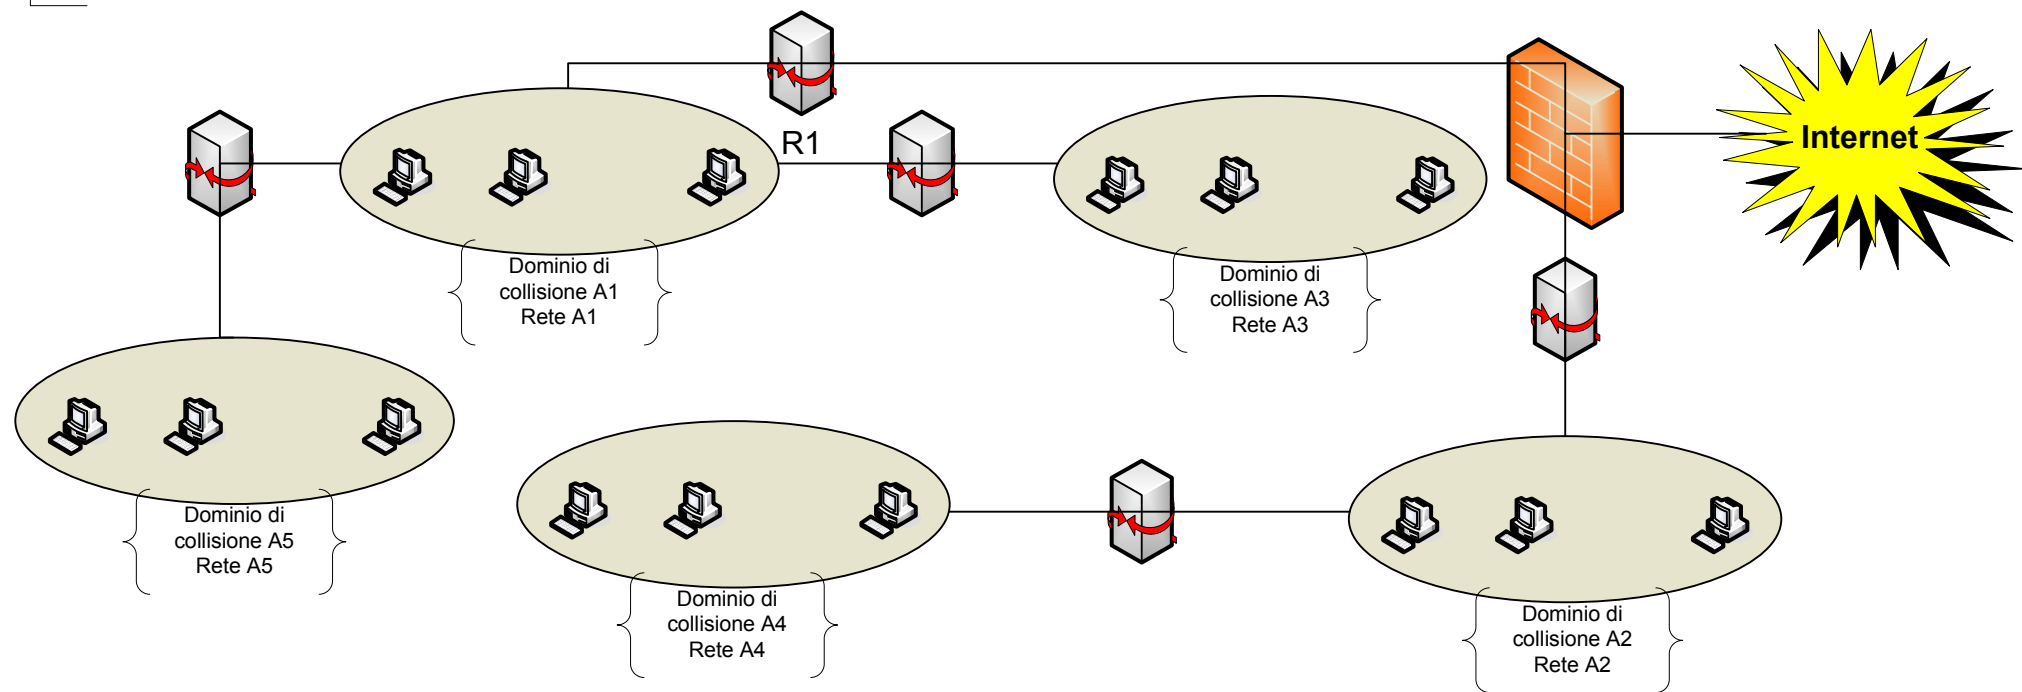 Internet
R1
Dominio di
collisione A1
Rete A1
Dominio di
collisione A3
Rete A3
Dominio di
collisione A5
Rete A5
Dominio di
collisione A4
Rete A4
Dominio di
collisione A2
Rete A2